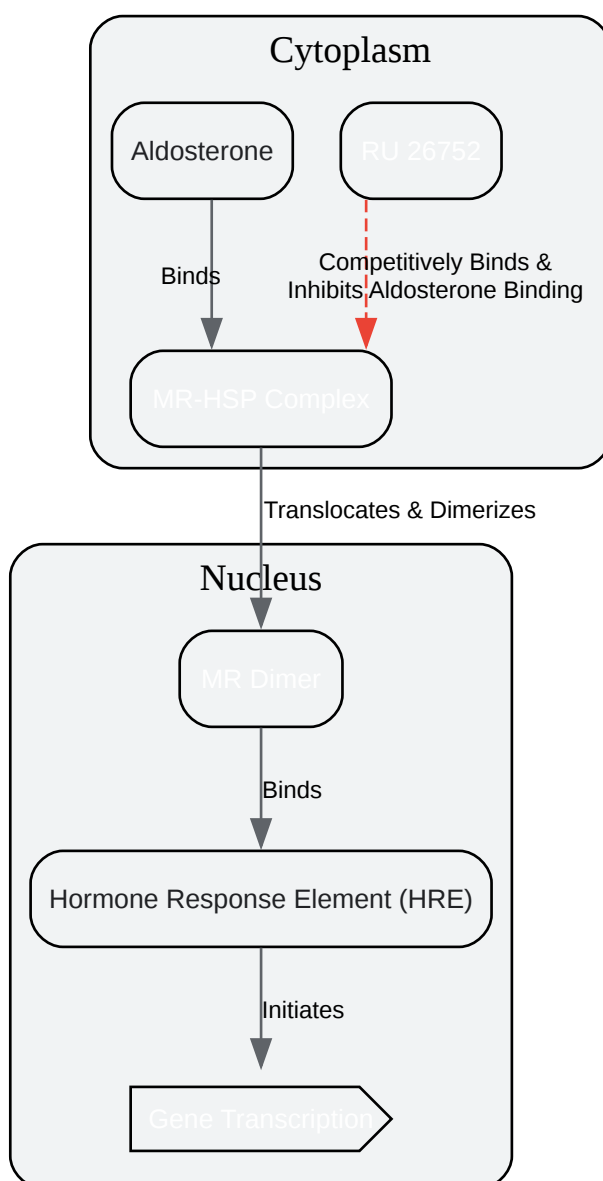 Cytoplasm
Aldosterone
RU 26752
Binds
Competitively Binds &
Inhibits Aldosterone Binding
MR-HSP Complex
Translocates & Dimerizes
Nucleus
MR Dimer
Binds
Hormone Response Element (HRE)
Initiates
Gene Transcription